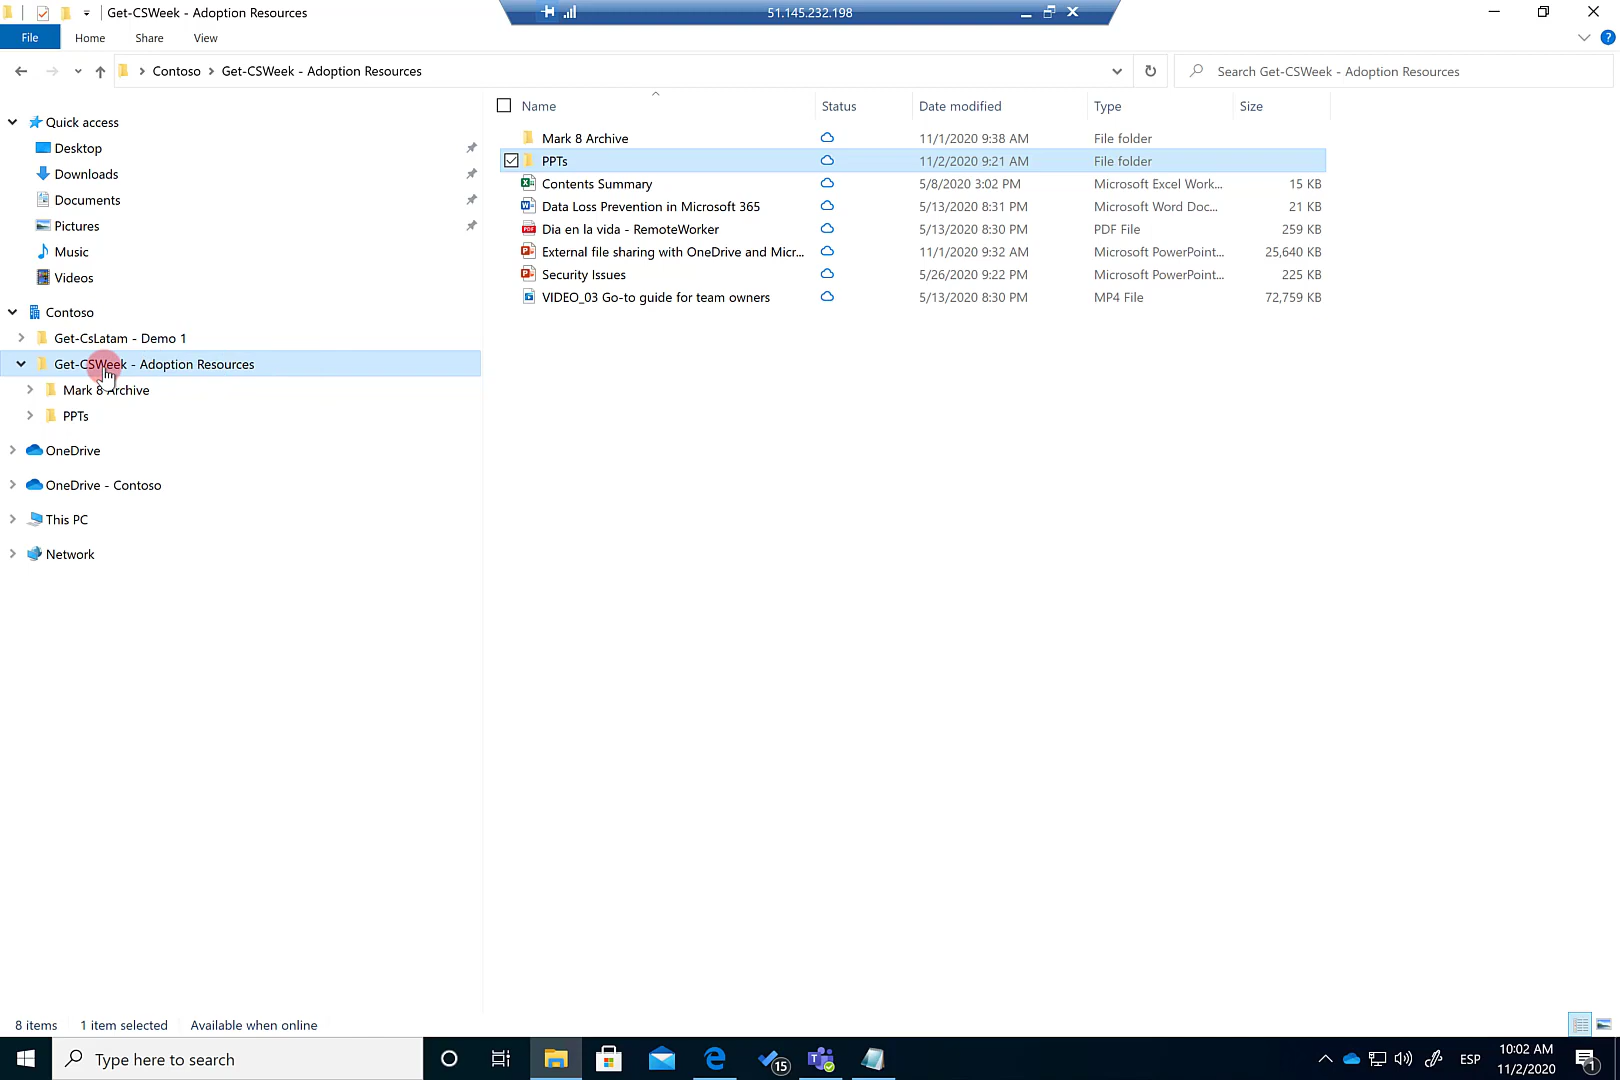 Get-CSWeek - Adoption Resources
51.145.232.198
File Home Share View
Contoso Get-CSWeek - Adoption Resources
Search Get-CSWeek - Adoption Resources
Name Status Date modified Type Size
Quick access
Desktop
Downloads
Documents
Pictures
Music
Videos
Contoso
Get-CsLatam - Demo 1
Get-CSWeek - Adoption Resources
Mark 8 Archive
PPTs
OneDrive
OneDrive - Contoso
This PC
Network
Mark 8 Archive 11/1/2020 9:38 AM File folder
PPTs 11/2/2020 9:21 AM File folder
Contents Summary 5/8/2020 3:02 PM Microsoft Excel Work... 15 KB
Data Loss Prevention in Microsoft 365 5/13/2020 8:31 PM Microsoft Word Doc... 21 KB
Dia en la vida - RemoteWorker 5/13/2020 8:30 PM PDF File 259 KB
External file sharing with OneDrive and Micr... 11/1/2020 9:32 AM Microsoft PowerPoint... 25,640 KB
Security Issues 5/26/2020 9:22 PM Microsoft PowerPoint... 225 KB
VIDEO_03 Go-to guide for team owners 5/13/2020 8:30 PM MP4 File 72,759 KB
8 items 1 item selected Available when online
Type here to search
15
ESP
10:02 AM
11/2/2020
1